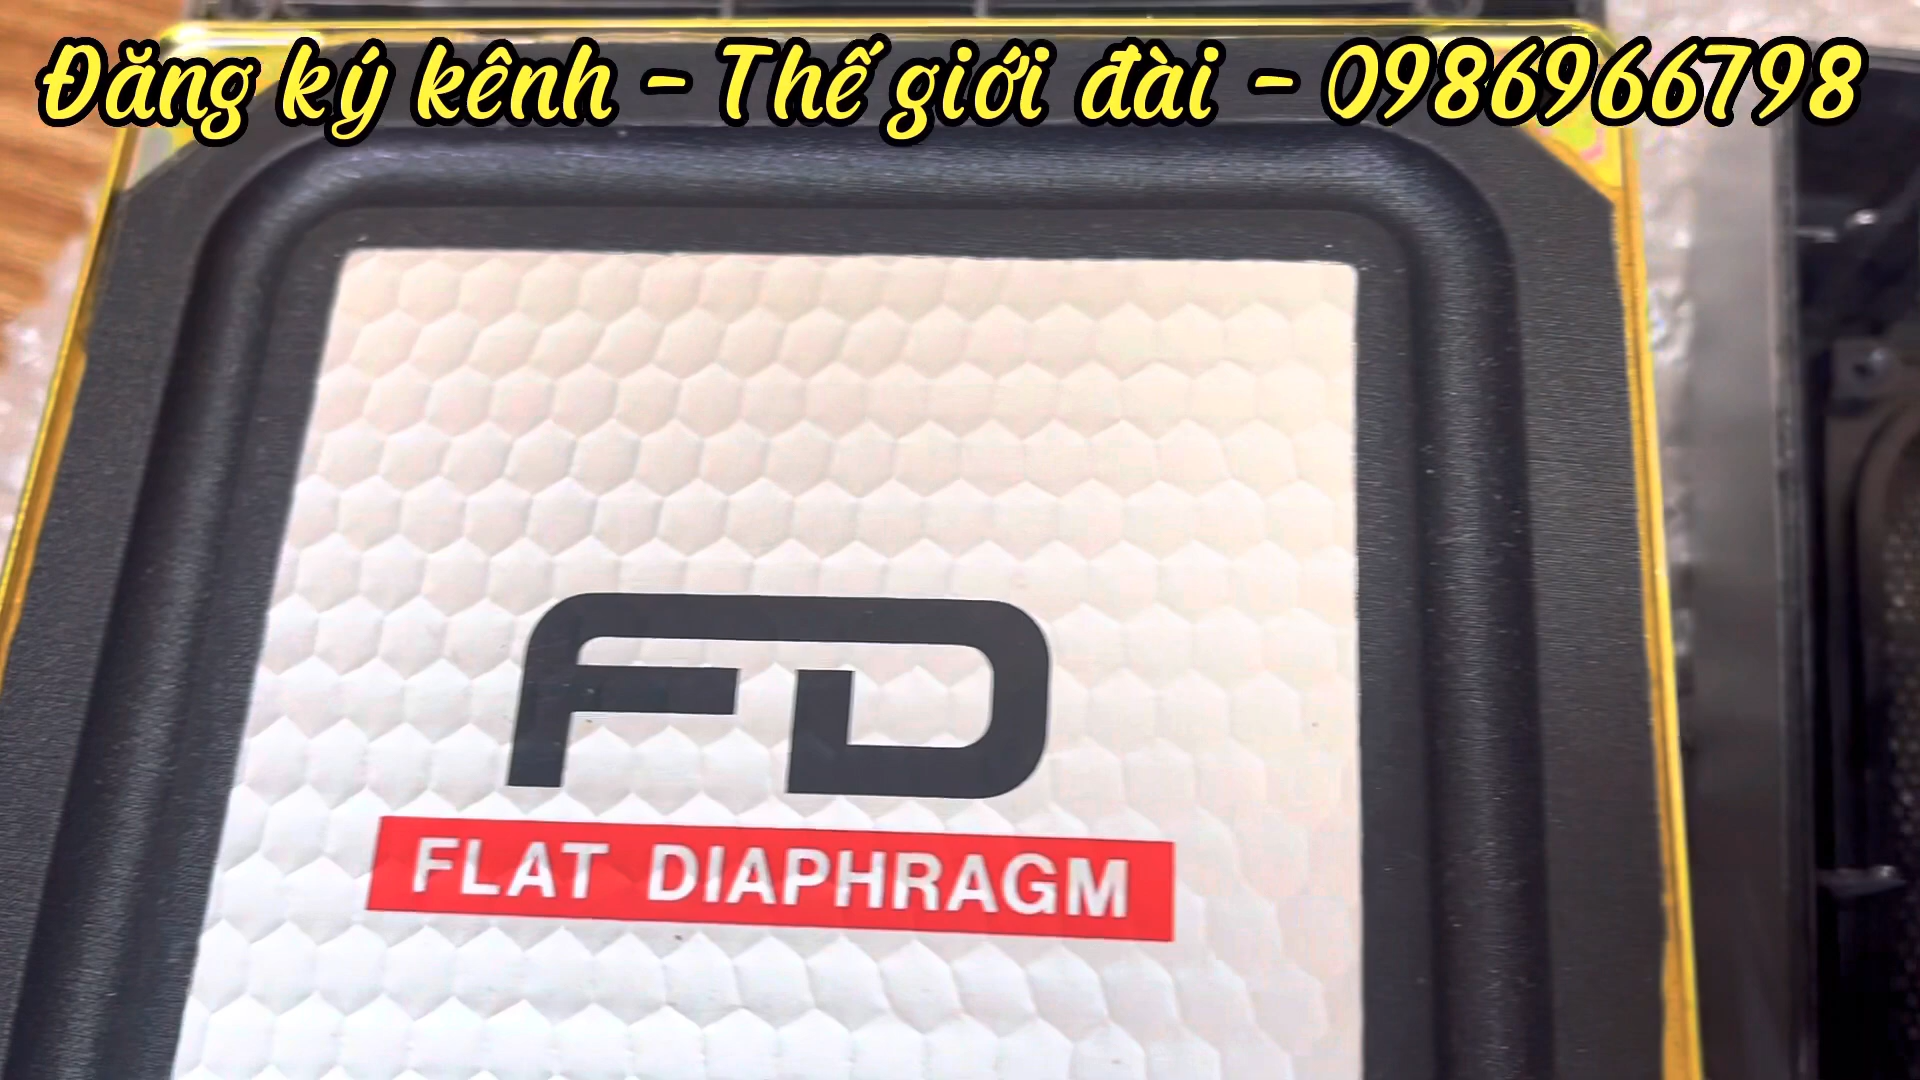 Đăng ký kênh - Thế giới đài - 0986966798
FD
FLAT DIAPHRAGM